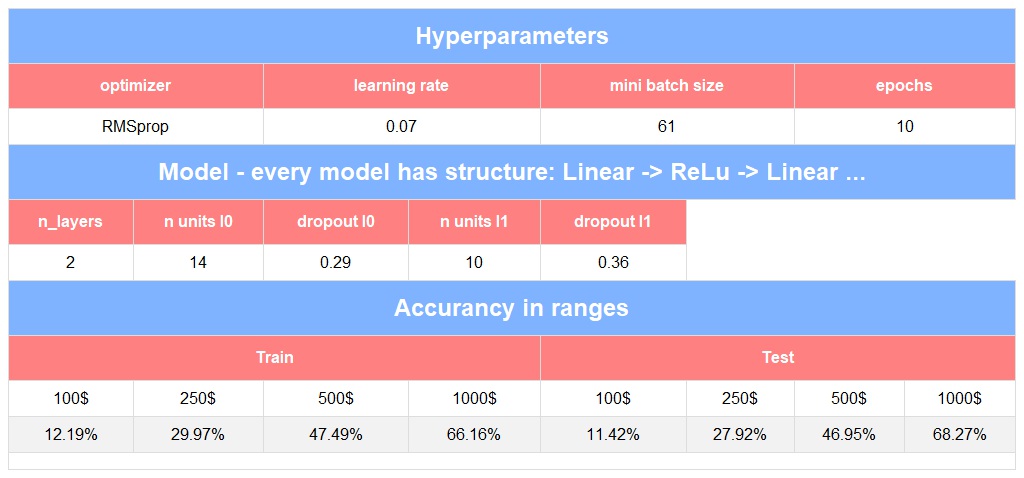 Hyperparameters
optimizer learning rate mini batch size epochs
RMSprop 0.07 61 10
Model - every model has structure: Linear -> ReLu -> Linear ...
n_layers n units l0 dropout l0 n units l1 dropout l1
2 14 0.29 10 0.36
Accurancy in ranges
Train Test
100$ 250$ 500$ 1000$ 100$ 250$ 500$ 1000$
12.19% 29.97% 47.49% 66.16% 11.42% 27.92% 46.95% 68.27%